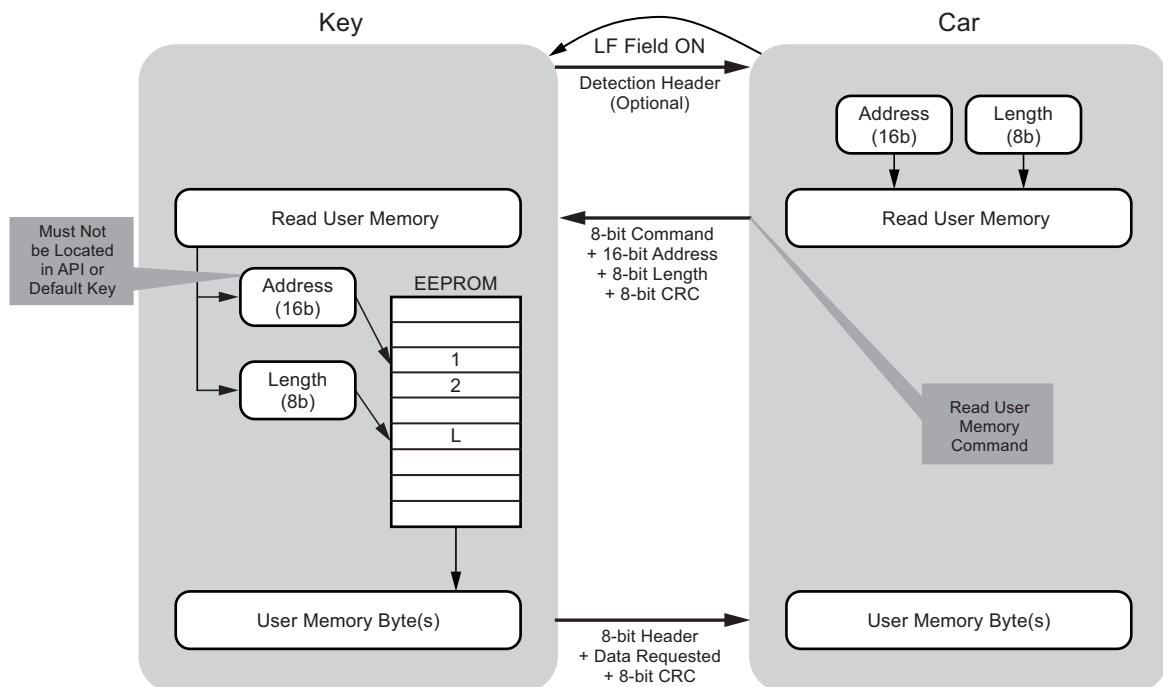 Key
Car
LF Field ON
Detection Header
(Optional)
Address
(16b)
Length
(8b)
Read User Memory
Read User Memory
Must Not
be Located
in API or
Default Key
8-bit Command
+ 16-bit Address
+ 8-bit Length
+ 8-bit CRC
Address
(16b)
EEPROM
1
2
L
Length
(8b)
Read User
Memory
Command
User Memory Byte(s)
User Memory Byte(s)
8-bit Header
+ Data Requested
+ 8-bit CRC